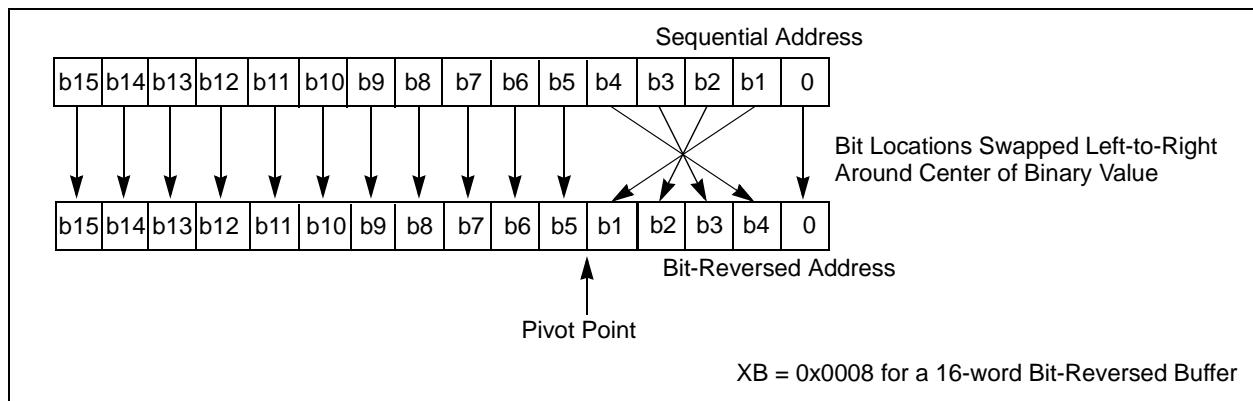 Sequential Address
b15 b14 b13 b12 b11 b10 b9 b8 b7 b6 b5 b4 b3 b2 b1 0
Bit Locations Swapped Left-to-Right
Around Center of Binary Value
b15 b14 b13 b12 b11 b10 b9 b8 b7 b6 b5 b1 b2 b3 b4 0
Bit-Reversed Address
Pivot Point
XB = 0x0008 for a 16-word Bit-Reversed Buffer